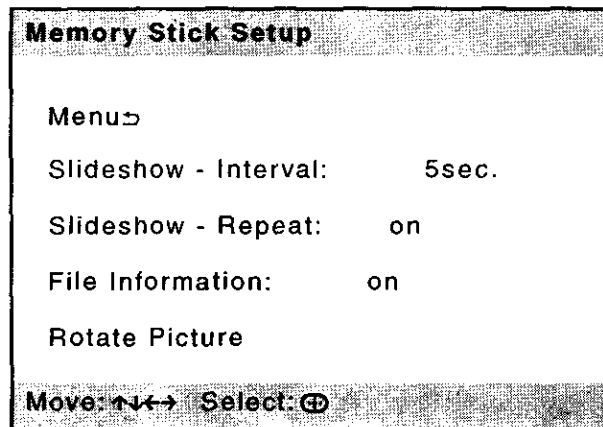 Memory Stick Setup
Menu⮌
Slideshow - Interval: 5sec.
Slideshow - Repeat: on
File Information: on
Rotate Picture
Move: ↑↓←→ Select: ⊕